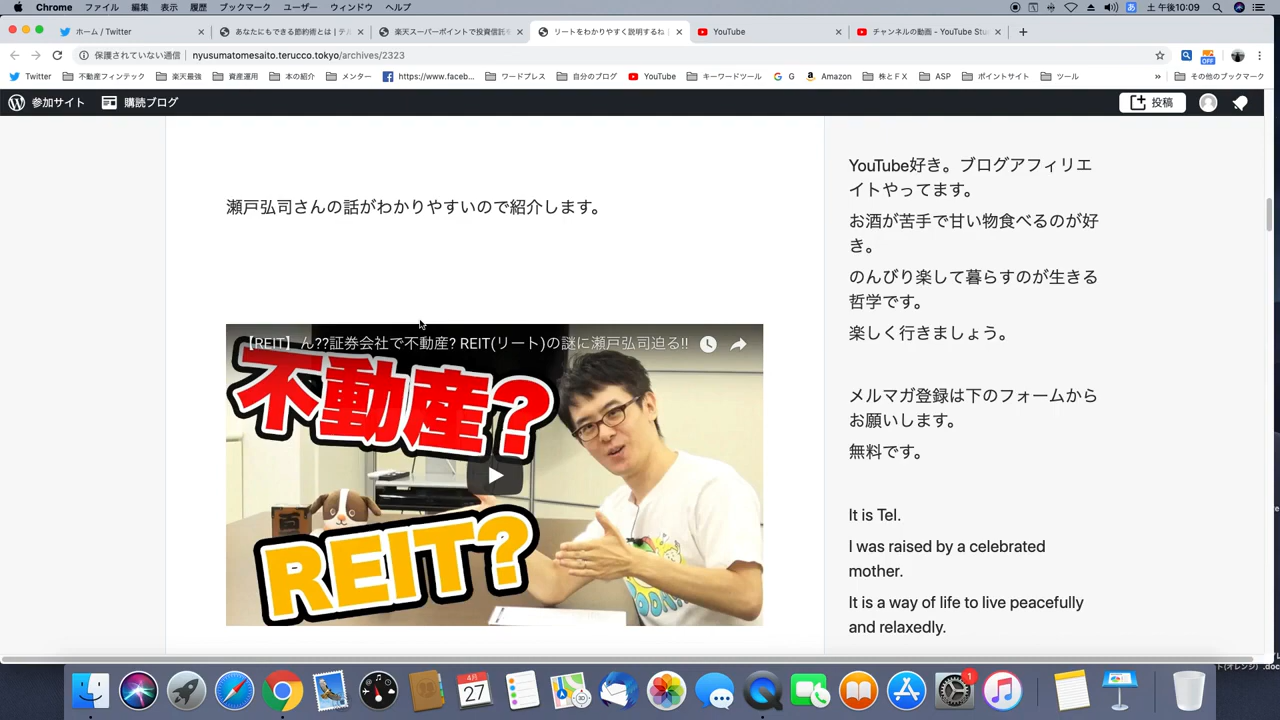 Chrome ファイル 編集 表示 履歴 ブックマーク ユーザー ウィンドウ ヘルプ あ 土 午後10:09
ホーム / Twitter
あなたにもできる節約術とは | テル
楽天スーパーポイントで投資信託を
リートをわかりやすく説明するね
YouTube
チャンネルの動画 - YouTube Stu
保護されていない通信 nyusumatomesaito.terucco.tokyo/archives/2323
Twitter 不動産フィンテック 楽天最強 資産運用 本の紹介 メンター https://www.faceb... ワードプレス 自分のブログ YouTube キーワードツール G Amazon 株とFX ASP ポイントサイト ツール その他のブックマーク
OFF
参加サイト 購読ブログ 投稿
瀬戸弘司さんの話がわかりやすいので紹介します。
【REIT】ん??証券会社で不動産? REIT(リート)の謎に瀬戸弘司迫る!!
不動産?
REIT?
YouTube好き。ブログアフィリエ
イトやってます。
お酒が苦手で甘い物食べるのが好
き。
のんびり楽して暮らすのが生きる
哲学です。
楽しく行きましょう。
メルマガ登録は下のフォームから
お願いします。
無料です。
It is Tel.
I was raised by a celebrated
mother.
It is a way of life to live peacefully
and relaxedly.
4月
27
1